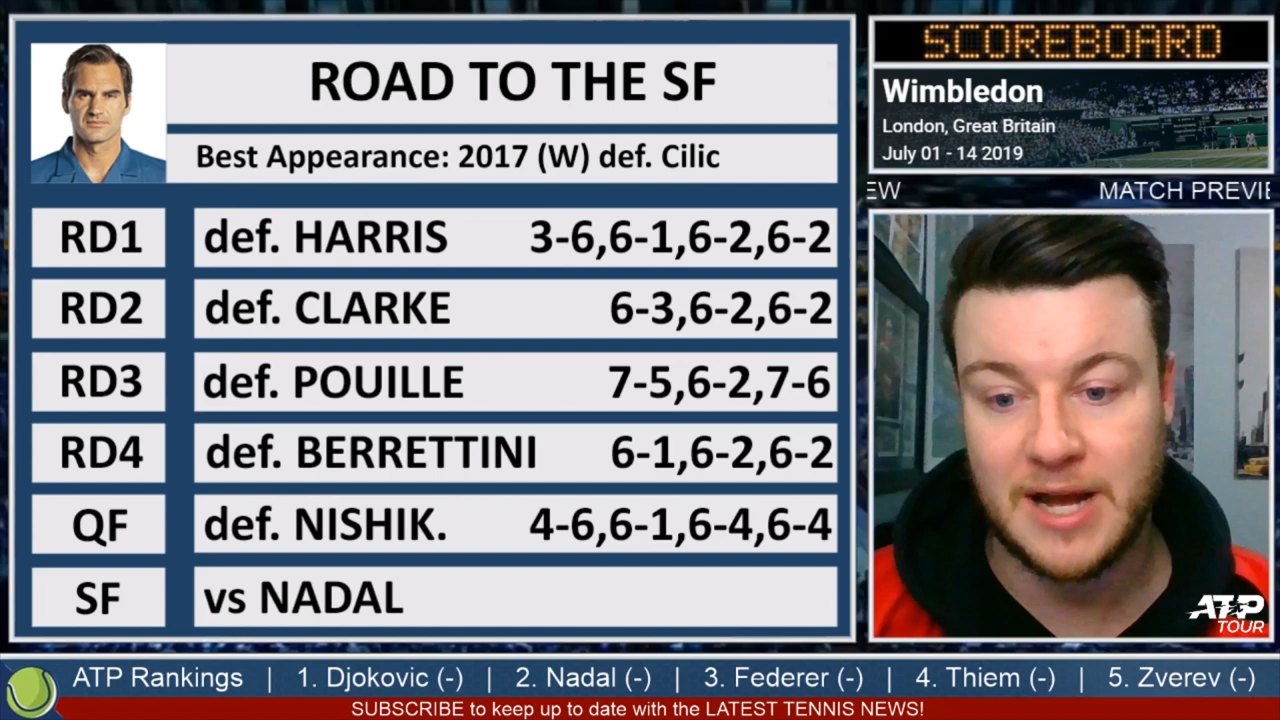 ROAD TO THE SF
Best Appearance: 2017 (W) def. Cilic
RD1 def. HARRIS 3-6,6-1,6-2,6-2
RD2 def. CLARKE 6-3,6-2,6-2
RD3 def. POUILLE 7-5,6-2,7-6
RD4 def. BERRETTINI 6-1,6-2,6-2
QF def. NISHIK. 4-6,6-1,6-4,6-4
SF vs NADAL
SCOREBOARD
Wimbledon
London, Great Britain
July 01 - 14 2019
EW MATCH PREVIE
ATP
TOUR
ATP Rankings | 1. Djokovic (-) | 2. Nadal (-) | 3. Federer (-) | 4. Thiem (-) | 5. Zverev (-)
SUBSCRIBE to keep up to date with the LATEST TENNIS NEWS!